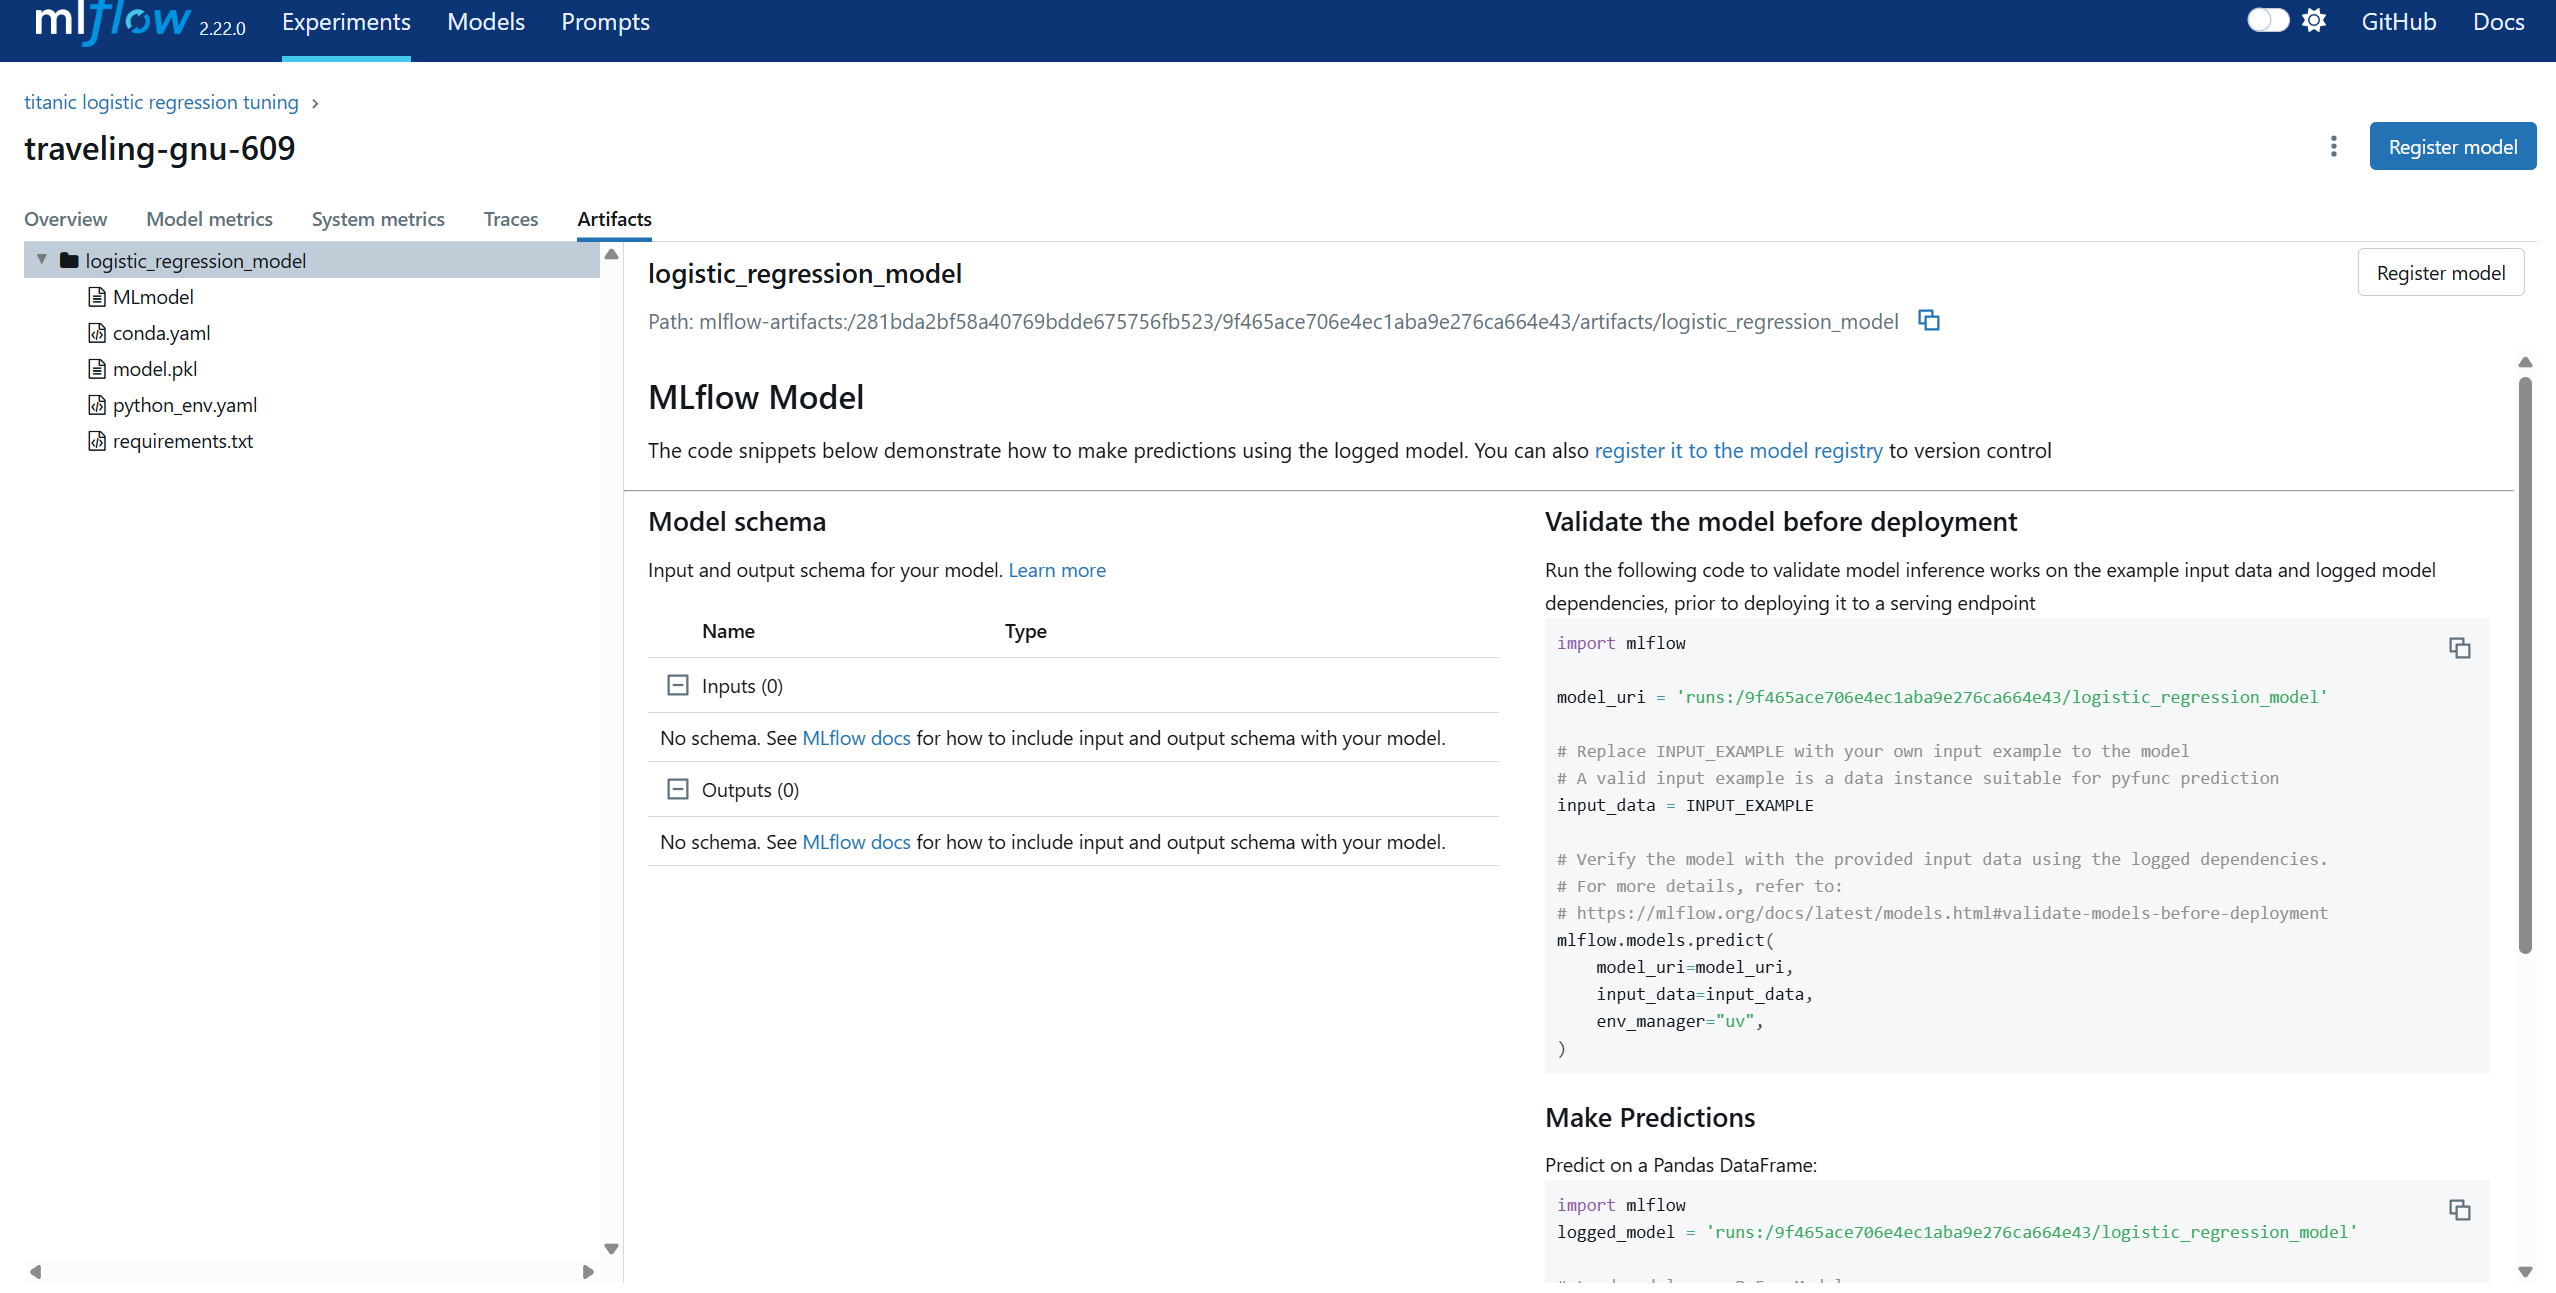 mlflow 2.22.0 Experiments Models Prompts GitHub Docs
titanic logistic regression tuning ›
traveling-gnu-609
Register model
Overview Model metrics System metrics Traces Artifacts
logistic_regression_model
MLmodel
conda.yaml
model.pkl
python_env.yaml
requirements.txt
logistic_regression_model
Register model
Path: mlflow-artifacts:/281bda2bf58a40769bdde675756fb523/9f465ace706e4ec1aba9e276ca664e43/artifacts/logistic_regression_model
MLflow Model
The code snippets below demonstrate how to make predictions using the logged model. You can also register it to the model registry to version control
Model schema
Input and output schema for your model. Learn more
Name Type
Inputs (0)
No schema. See MLflow docs for how to include input and output schema with your model.
Outputs (0)
No schema. See MLflow docs for how to include input and output schema with your model.
Validate the model before deployment
Run the following code to validate model inference works on the example input data and logged model
dependencies, prior to deploying it to a serving endpoint
import mlflow
model_uri = 'runs:/9f465ace706e4ec1aba9e276ca664e43/logistic_regression_model'
# Replace INPUT_EXAMPLE with your own input example to the model
# A valid input example is a data instance suitable for pyfunc prediction
input_data = INPUT_EXAMPLE
# Verify the model with the provided input data using the logged dependencies.
# For more details, refer to:
# https://mlflow.org/docs/latest/models.html#validate-models-before-deployment
mlflow.models.predict(
    model_uri=model_uri,
    input_data=input_data,
    env_manager="uv",
)
Make Predictions
Predict on a Pandas DataFrame:
import mlflow
logged_model = 'runs:/9f465ace706e4ec1aba9e276ca664e43/logistic_regression_model'